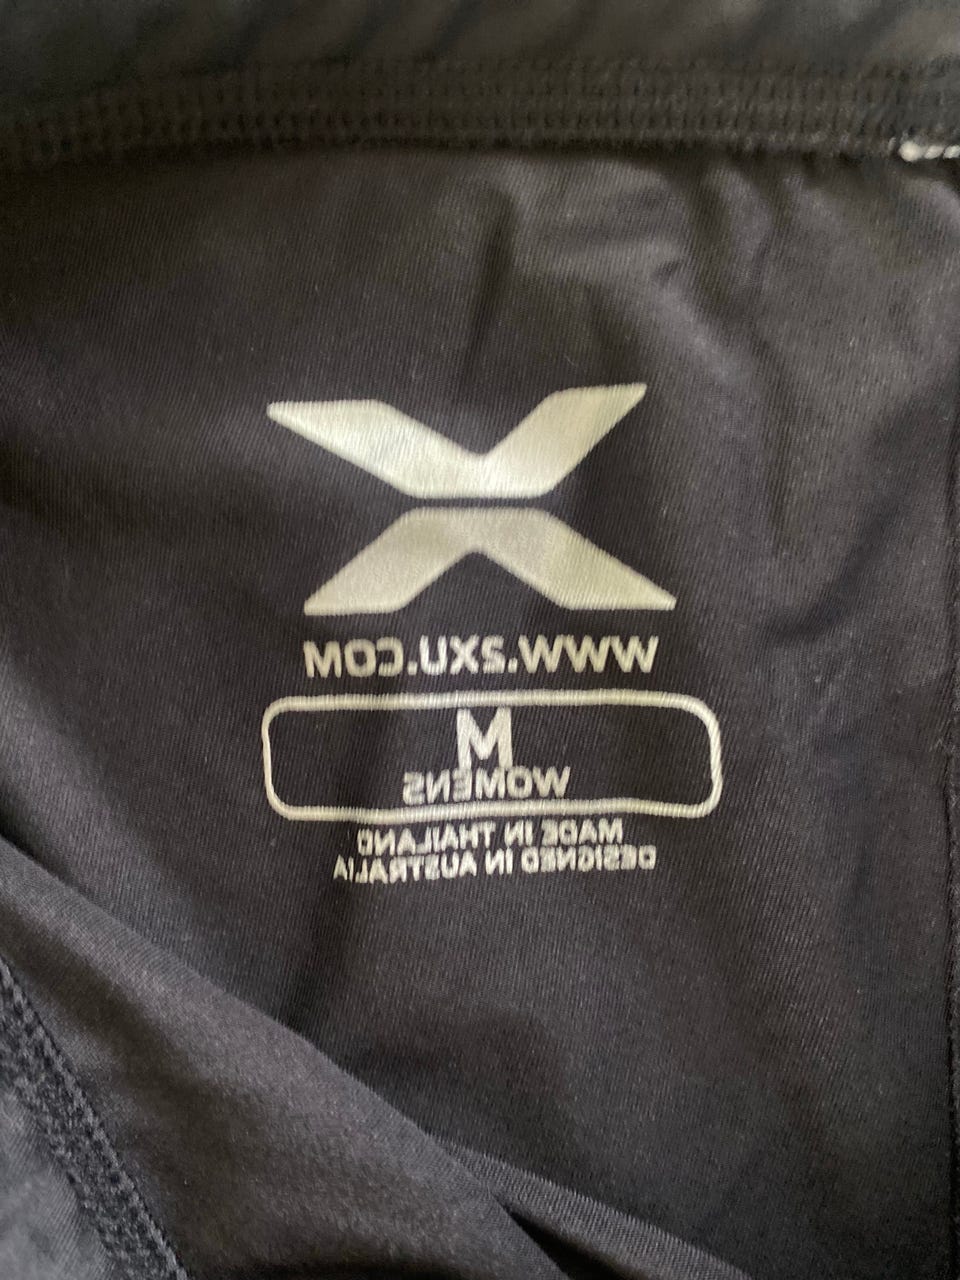 WWW.2XU.COM
M
WOMENS
MADE IN THAILAND
DESIGNED IN AUSTRALIA